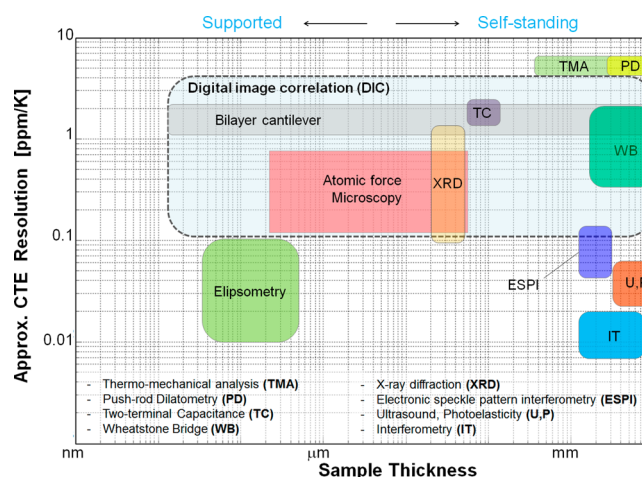 Supported
Self-standing
Approx. CTE Resolution [ppm/K]
10
1
0.1
0.01
TMA
PD
Digital image correlation (DIC)
Bilayer cantilever
TC
WB
Atomic force
Microscopy
XRD
Elipsometry
ESPI
U,P
IT
- Thermo-mechanical analysis (TMA)
- Push-rod Dilatometry (PD)
- Two-terminal Capacitance (TC)
- Wheatstone Bridge (WB)
- X-ray diffraction (XRD)
- Electronic speckle pattern interferometry (ESPI)
- Ultrasound, Photoelasticity (U,P)
- Interferometry (IT)
nm
μm
mm
Sample Thickness